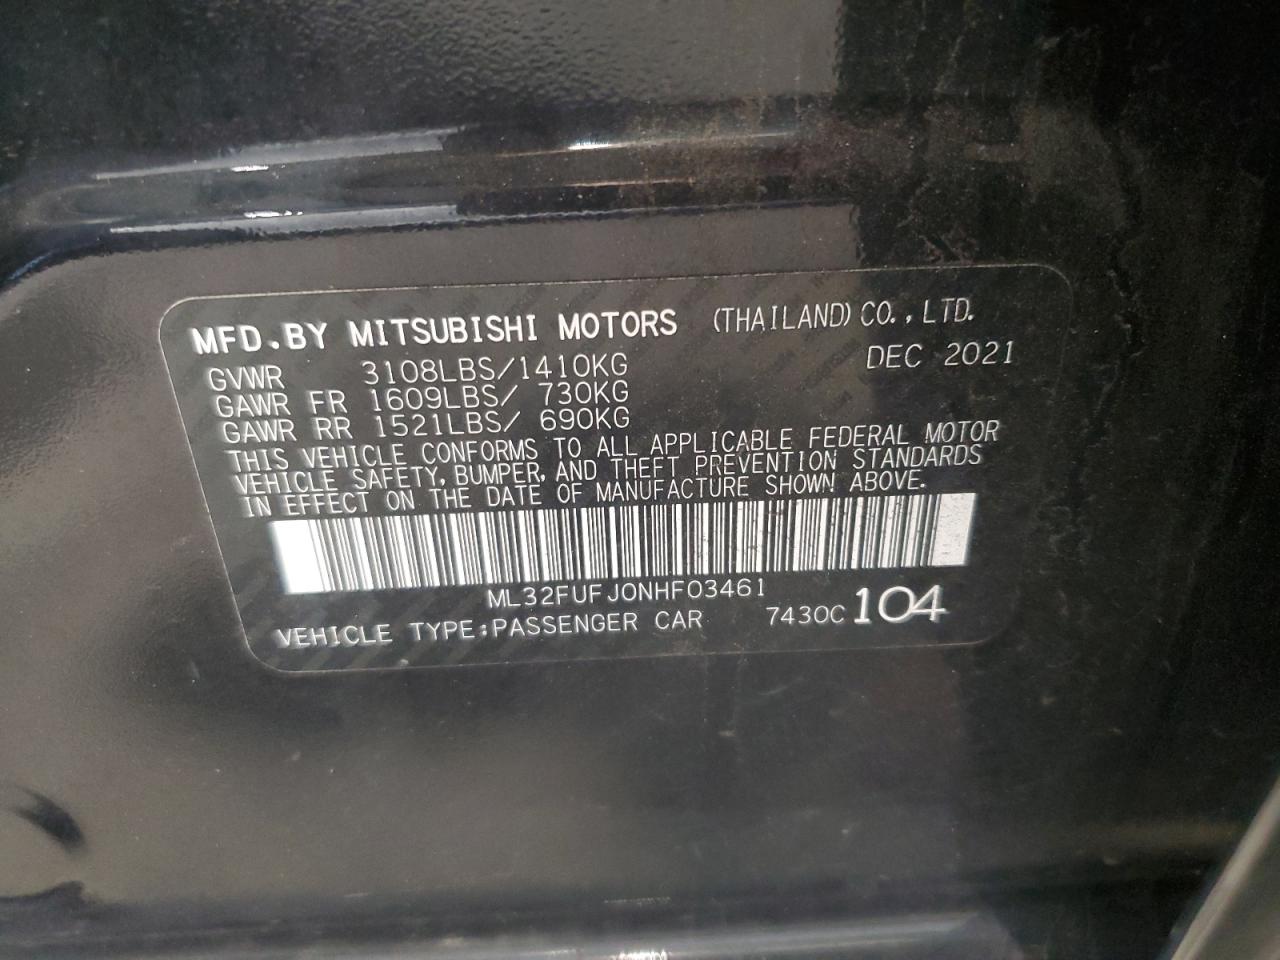 MFD.BY MITSUBISHI MOTORS (THAILAND) CO.,LTD.
GVWR 3108LBS/1410KG DEC 2021
GAWR FR 1609LBS/ 730KG
GAWR RR 1521LBS/ 690KG
THIS VEHICLE CONFORMS TO ALL APPLICABLE FEDERAL MOTOR
VEHICLE SAFETY, BUMPER, AND THEFT PREVENTION STANDARDS
IN EFFECT ON THE DATE OF MANUFACTURE SHOWN ABOVE.
ML32FUFJ0NHF03461
VEHICLE TYPE:PASSENGER CAR 7430C 104